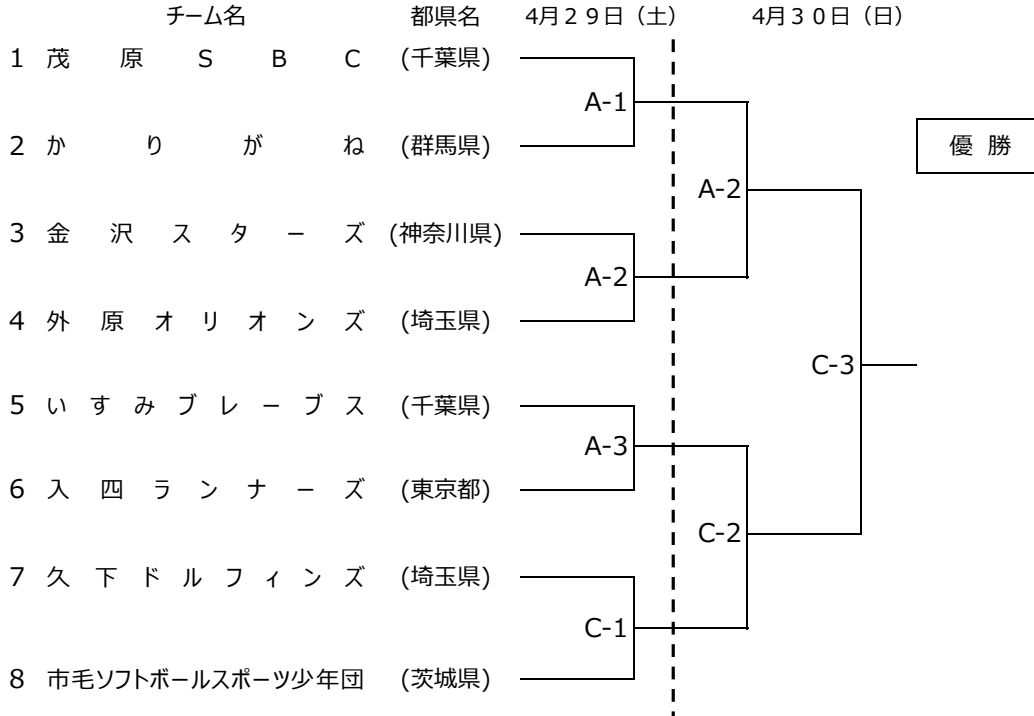 チーム名 都県名 4月29日（土） 4月30日（日）
1 茂原SBC (千葉県)
A-1
2 かりがね (群馬県)
優勝
A-2
3 金沢スターズ (神奈川県)
A-2
4 外原オリオンズ (埼玉県)
C-3
5 いすみブレーブス (千葉県)
A-3
6 入四ランナーズ (東京都)
C-2
7 久下ドルフィンズ (埼玉県)
C-1
8 市毛ソフトボールスポーツ少年団 (茨城県)